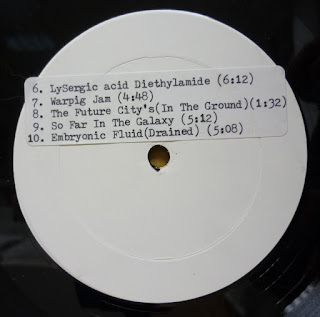 6. LySergic acid Diethylamide (6:12)
7. Warpig Jam (4:48)
8. The Future City's(In The Ground)(1:32)
9. So Far In The Galaxy (5:12)
10. Embryonic Fluid(Drained) (5:08)